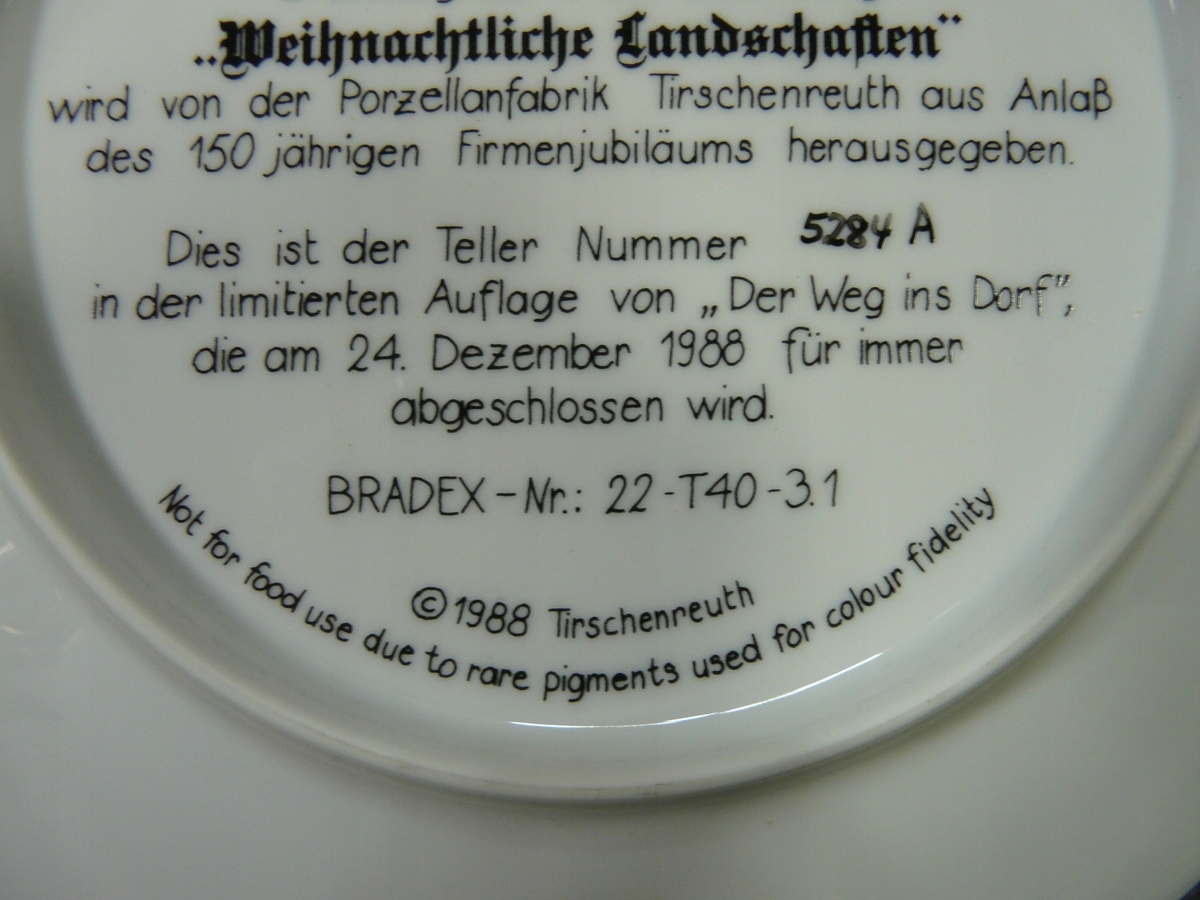 „Weihnachtliche Landschaften"
wird von der Porzellanfabrik Tirschenreuth aus Anlaß
des 150 jährigen Firmenjubiläums herausgegeben.
Dies ist der Teller Nummer 5284 A
in der limitierten Auflage von „Der Weg ins Dorf",
die am 24. Dezember 1988 für immer
abgeschlossen wird.
BRADEX-Nr.: 22-T40-3.1
©1988 Tirschenreuth
Not for food use due to rare pigments used for colour fidelity